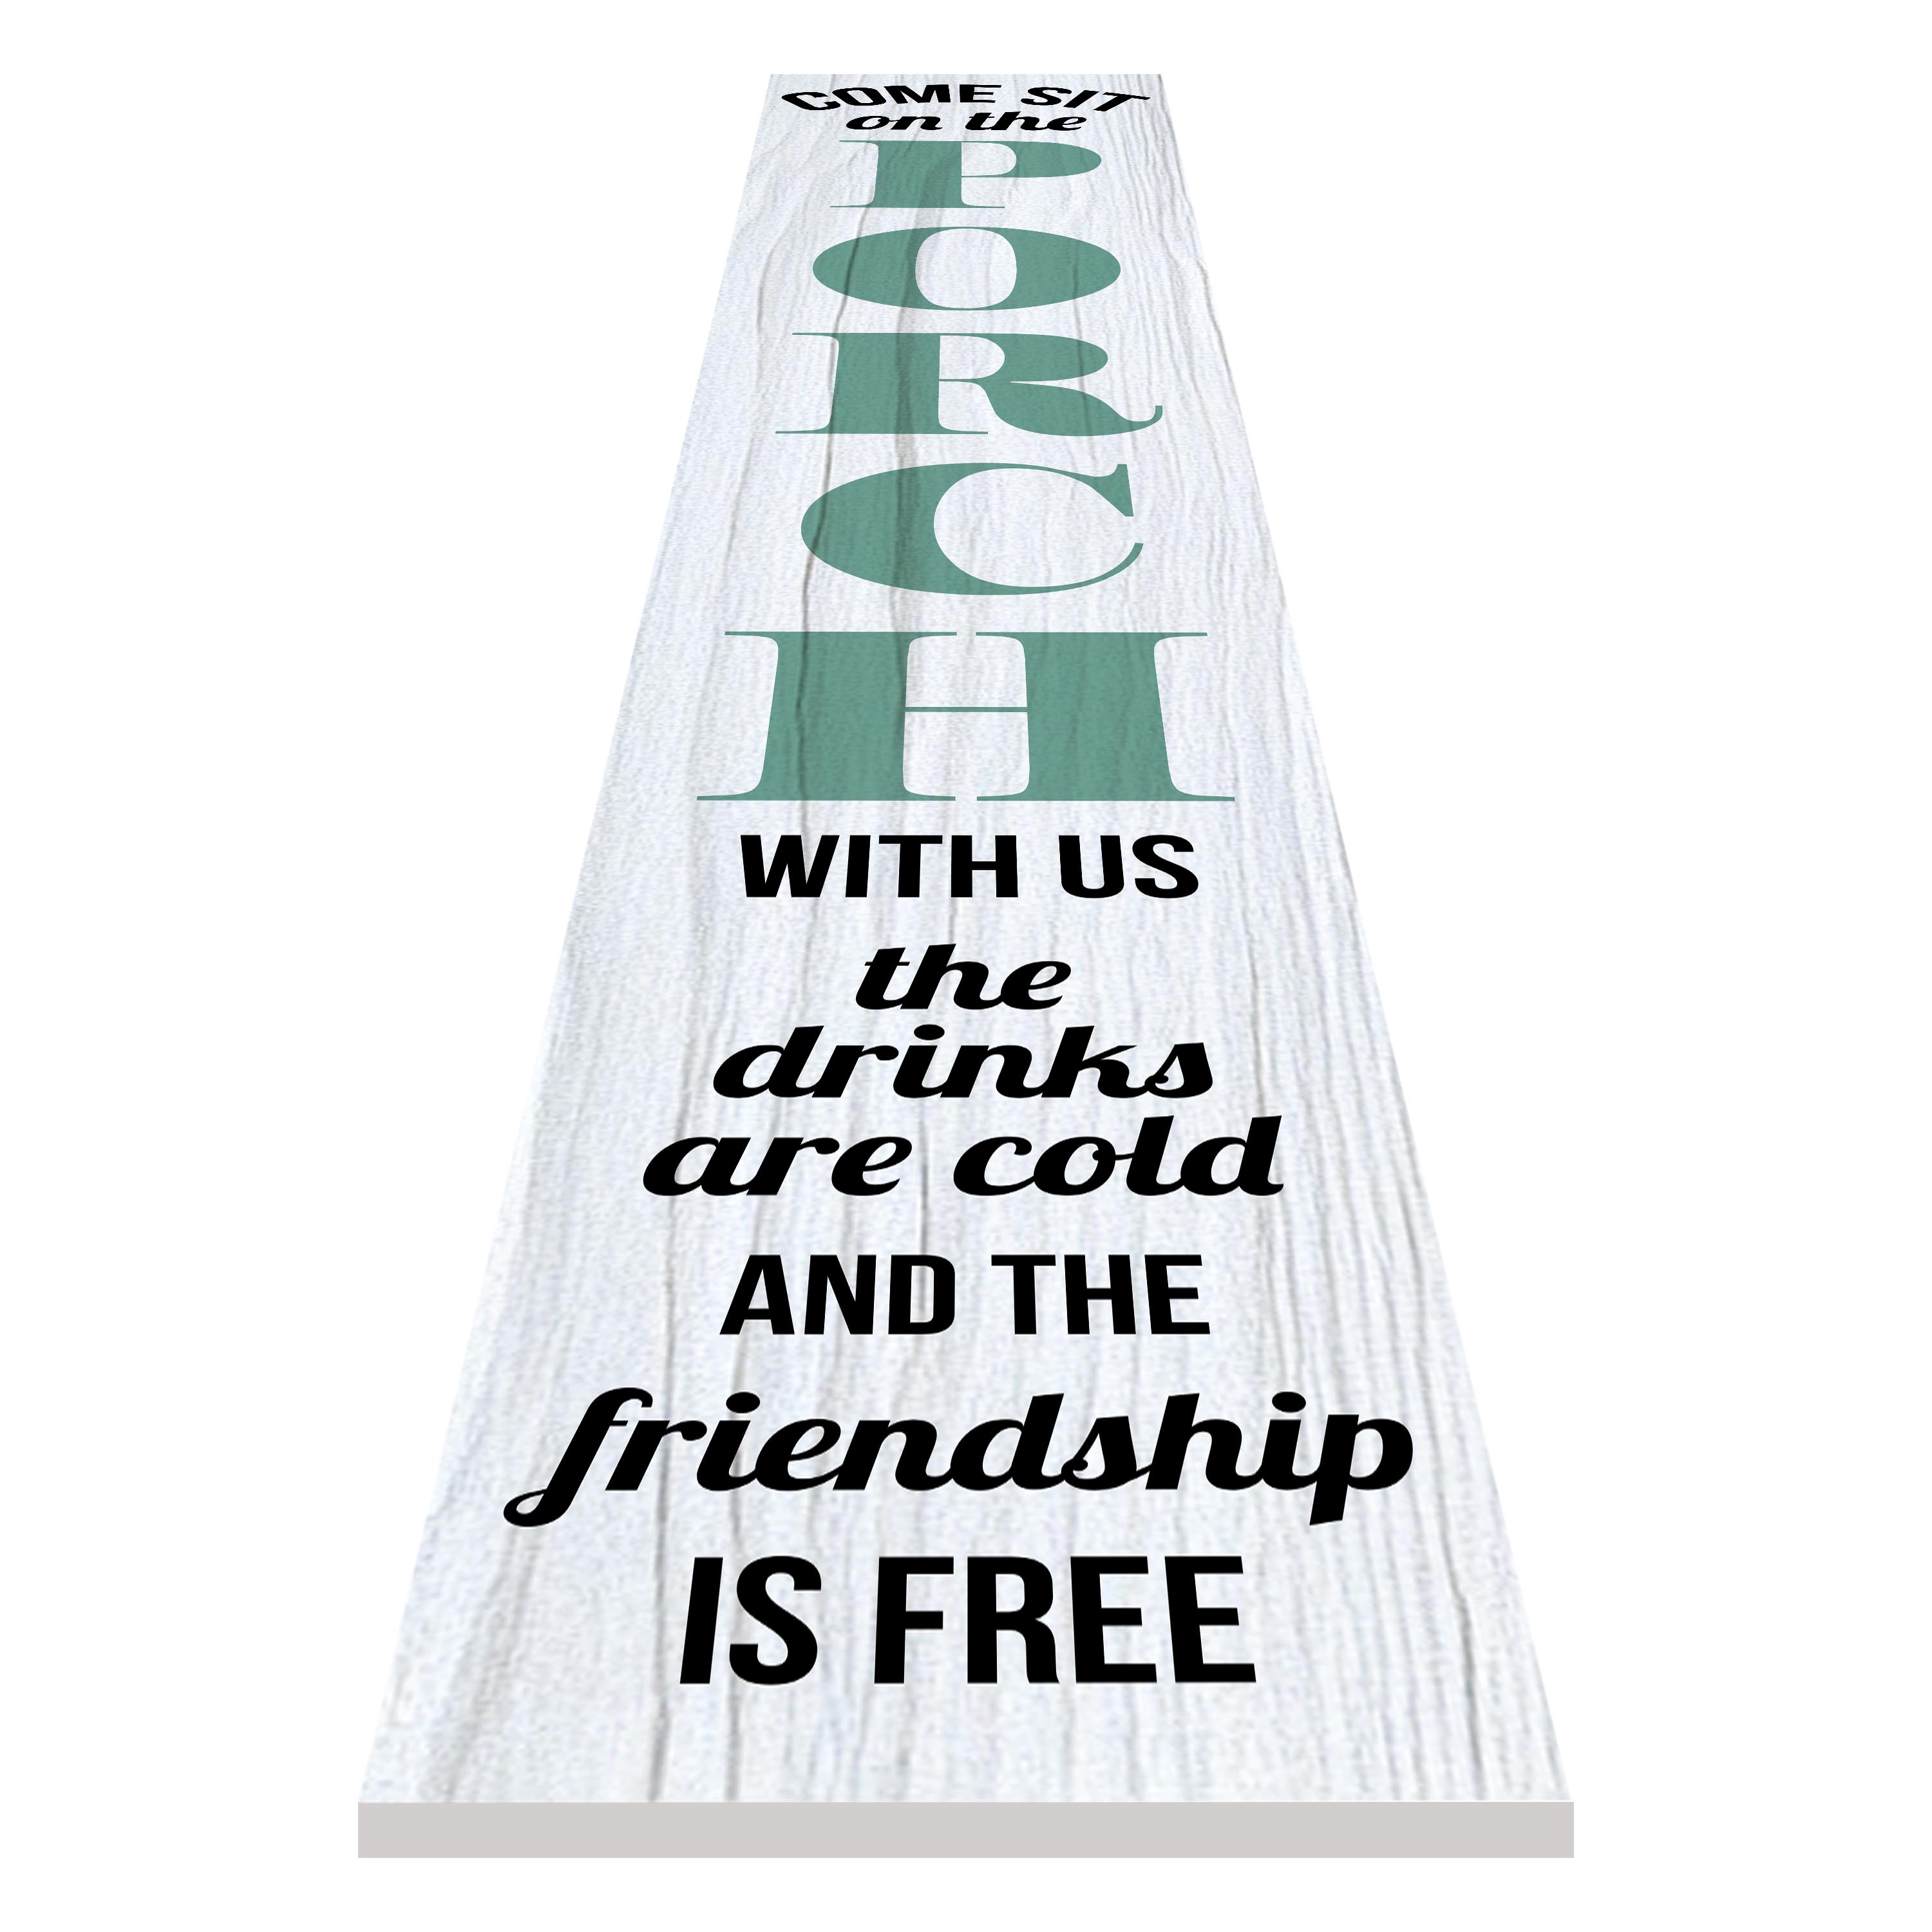 COME SIT
on the
P
O
R
C
H
WITH US
the
drinks
are cold
AND THE
friendship
IS FREE